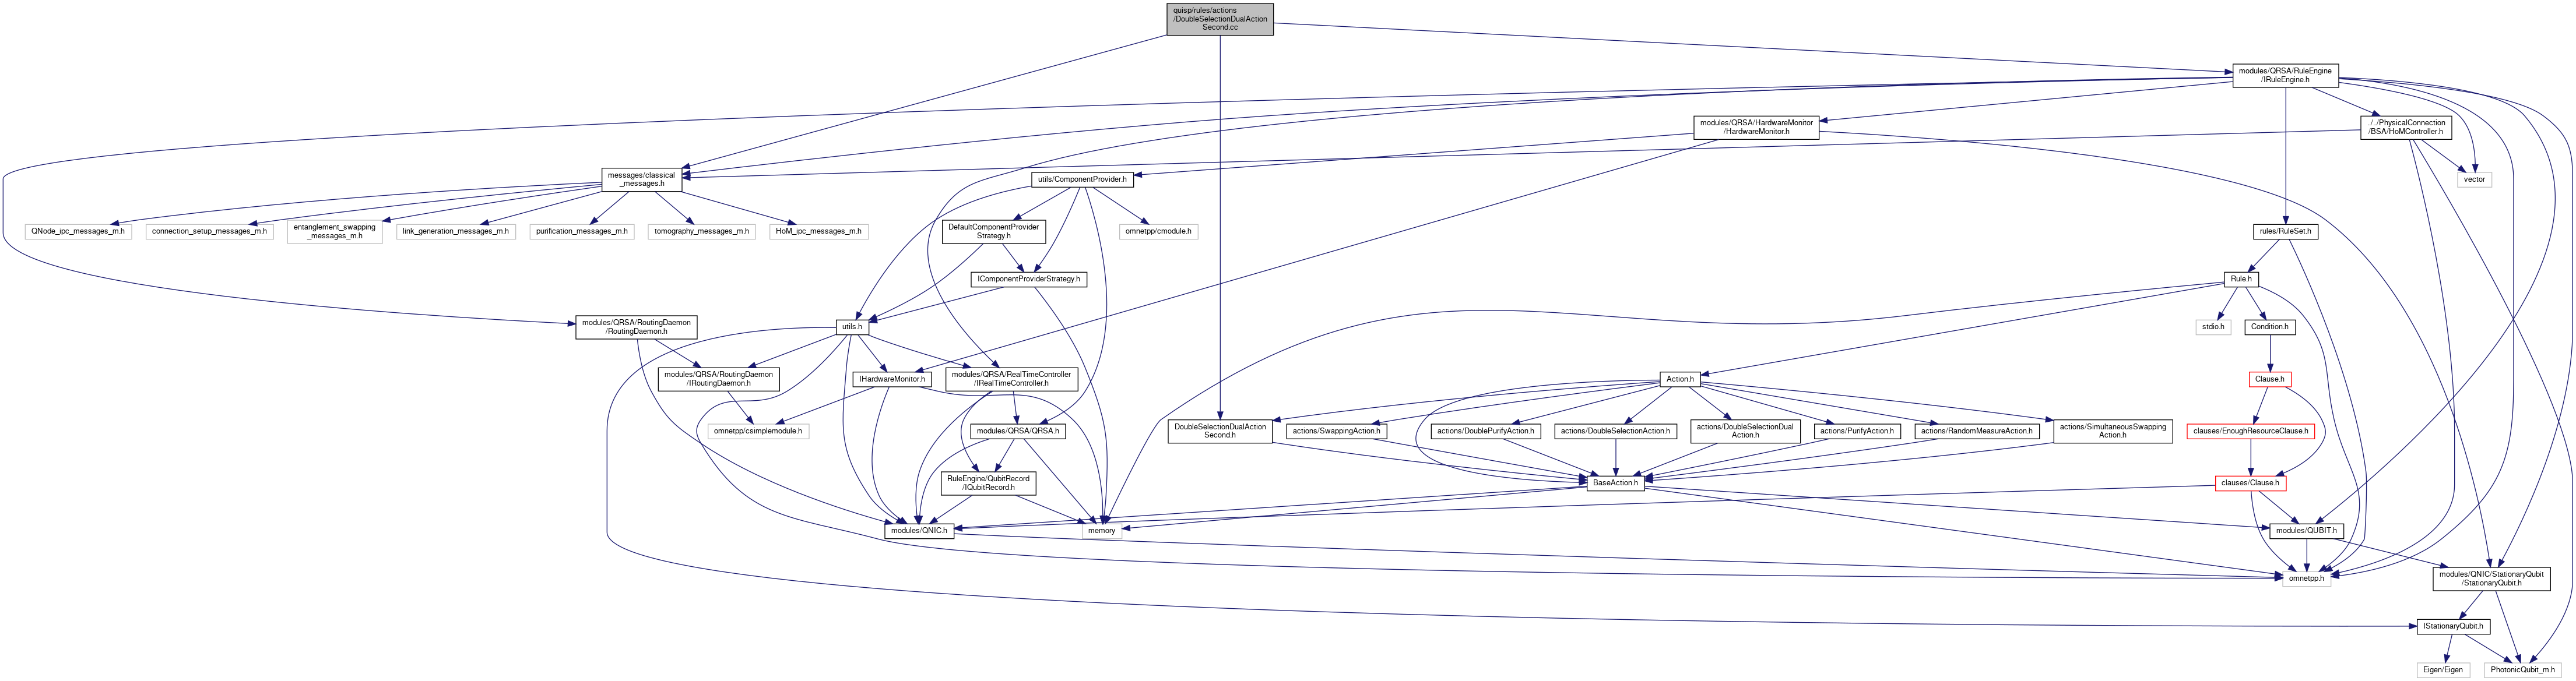 quisp/rules/actions
/DoubleSelectionDualAction
Second.cc
modules/QRSA/RuleEngine
/IRuleEngine.h
modules/QRSA/HardwareMonitor
/HardwareMonitor.h
../../PhysicalConnection
/BSA/HoMController.h
messages/classical
_messages.h
utils/ComponentProvider.h
vector
QNode_ipc_messages_m.h
connection_setup_messages_m.h
entanglement_swapping
_messages_m.h
link_generation_messages_m.h
purification_messages_m.h
tomography_messages_m.h
HoM_ipc_messages_m.h
DefaultComponentProvider
Strategy.h
omnetpp/cmodule.h
rules/RuleSet.h
IComponentProviderStrategy.h
Rule.h
modules/QRSA/RoutingDaemon
/RoutingDaemon.h
utils.h
stdio.h
Condition.h
modules/QRSA/RoutingDaemon
/IRoutingDaemon.h
IHardwareMonitor.h
modules/QRSA/RealTimeController
/IRealTimeController.h
Action.h
Clause.h
omnetpp/csimplemodule.h
modules/QRSA/QRSA.h
DoubleSelectionDualAction
Second.h
actions/SwappingAction.h
actions/DoublePurifyAction.h
actions/DoubleSelectionAction.h
actions/DoubleSelectionDual
Action.h
actions/PurifyAction.h
actions/RandomMeasureAction.h
actions/SimultaneousSwapping
Action.h
clauses/EnoughResourceClause.h
RuleEngine/QubitRecord
/IQubitRecord.h
BaseAction.h
clauses/Clause.h
modules/QNIC.h
memory
modules/QUBIT.h
omnetpp.h
modules/QNIC/StationaryQubit
/StationaryQubit.h
IStationaryQubit.h
Eigen/Eigen
PhotonicQubit_m.h